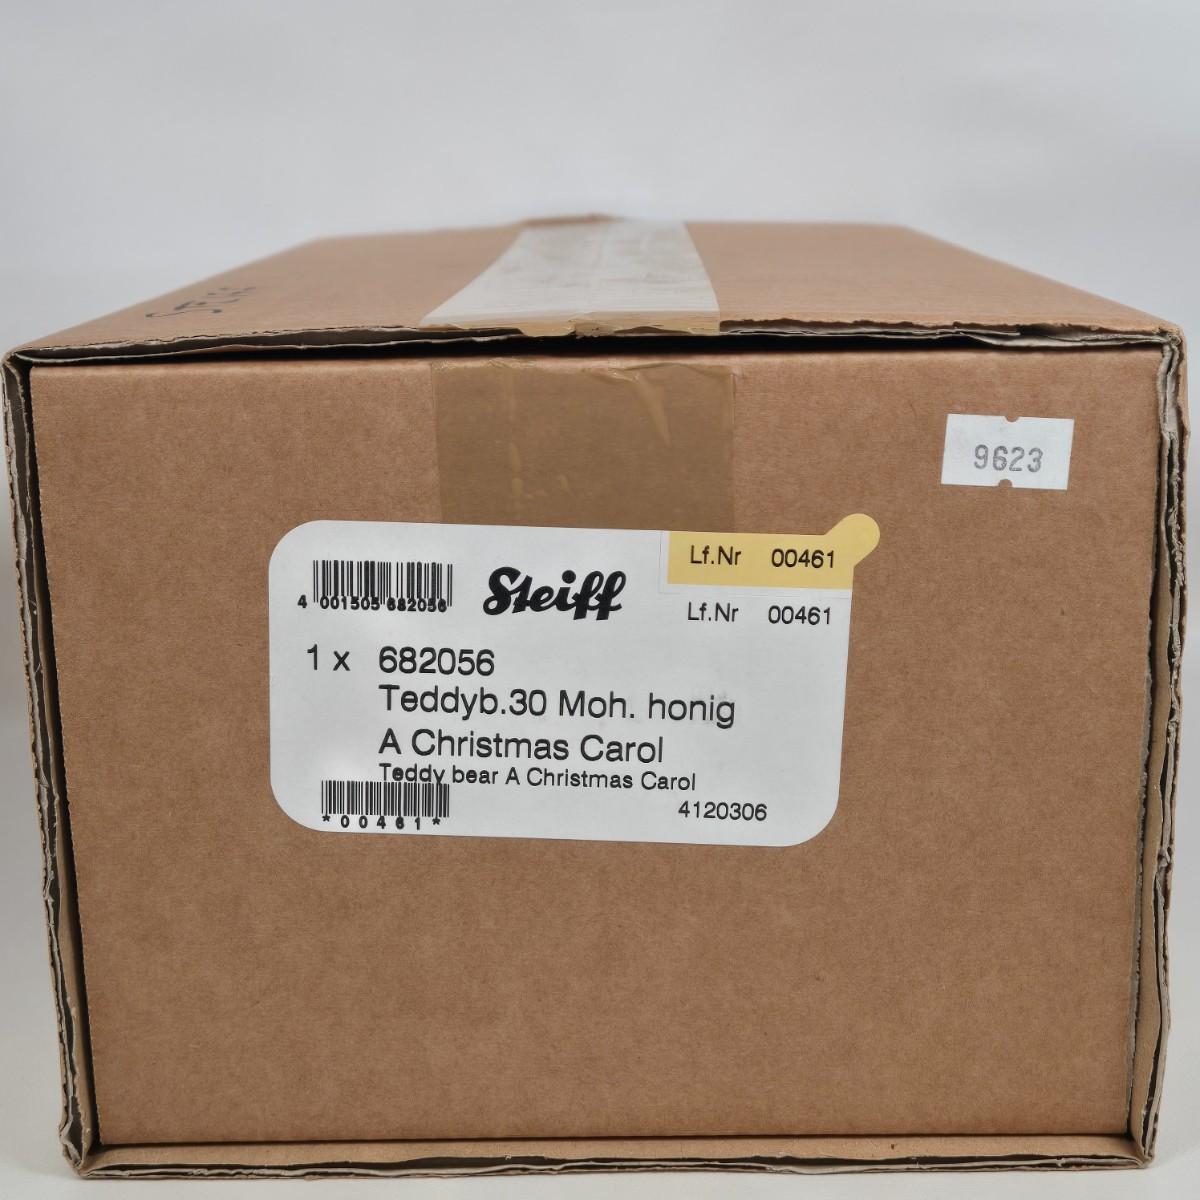 9623
Lf.Nr 00461
Steiff
Lf.Nr 00461
4 001505 682056
1 x 682056
Teddyb.30 Moh. honig
A Christmas Carol
Teddy bear A Christmas Carol
4120306
*00461*